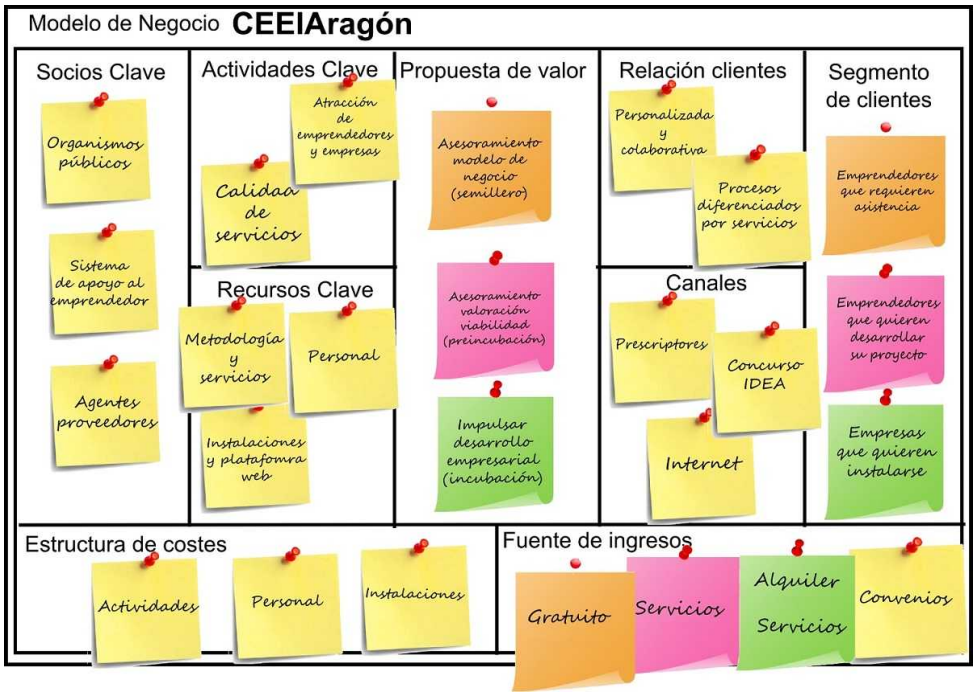 Modelo de Negocio CEEIAragón
Socios Clave
Organismos
públicos
Sistema
de apoyo al
emprendedor
Agentes
proveedores
Actividades Clave
Atracción
de
emprendedores
y empresas
Calidad
de
servicios
Recursos Clave
Metodología
y
servicios
Personal
Instalaciones
y platafomra
web
Propuesta de valor
Asesoramiento
modelo de
negocio
(semillero)
Asesoramiento
valoración
viabilidad
(preincubación)
Impulsar
desarrollo
empresarial
(incubación)
Relación clientes
Personalizada
y
colaborativa
Procesos
diferenciados
por servicios
Canales
Prescriptores
Concurso
IDEA
Internet
Segmento
de clientes
Emprendedores
que requieren
asistencia
Emprendedores
que quieren
desarrollar
su proyecto
Empresas
que quieren
instalarse
Estructura de costes
Actividades
Personal
Instalaciones
Fuente de ingresos
Gratuito
Servicios
Alquiler
Servicios
Convenios